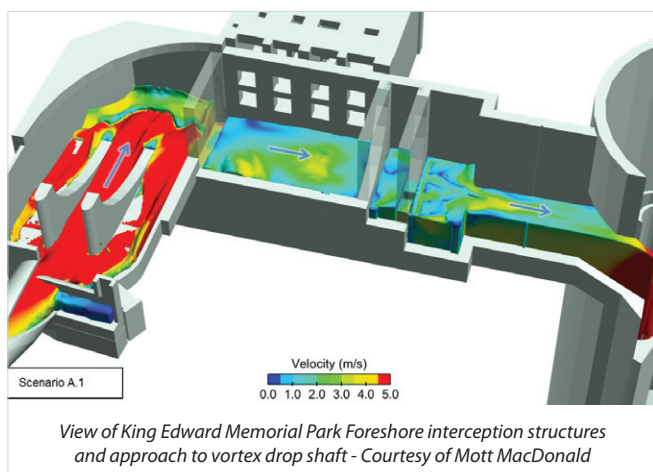 Scenario A.1
Velocity (m/s)
0.0 1.0 2.0 3.0 4.0 5.0
View of King Edward Memorial Park Foreshore interception structures
and approach to vortex drop shaft - Courtesy of Mott MacDonald